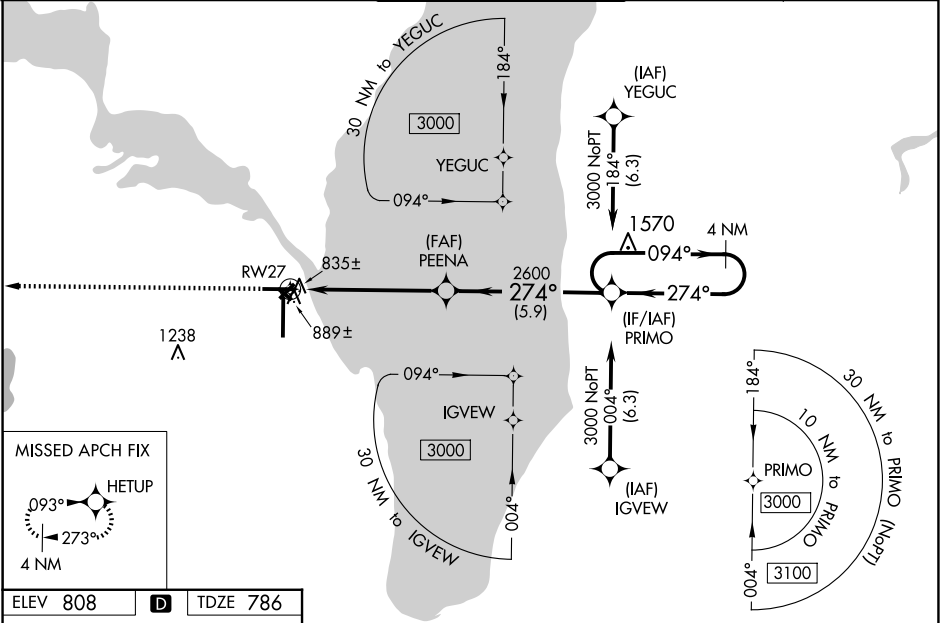 30 NM to YEGUC
184°
3000
YEGUC
094°
(IAF)
YEGUC
3000 NoPT
184°
(6.3)
1570
4 NM
094°
274°
(IF/IAF)
PRIMO
(FAF)
PEENA
2600
274°
(5.9)
RW27
835±
889±
1238
094°
IGVEW
3000
004°
30 NM to IGVEW
3000 NoPT
004°
(6.3)
(IAF)
IGVEW
184°
30 NM to PRIMO (NoPT)
10 NM to PRIMO
PRIMO
3000
3100
004°
MISSED APCH FIX
HETUP
093°
273°
4 NM
ELEV 808 D TDZE 786